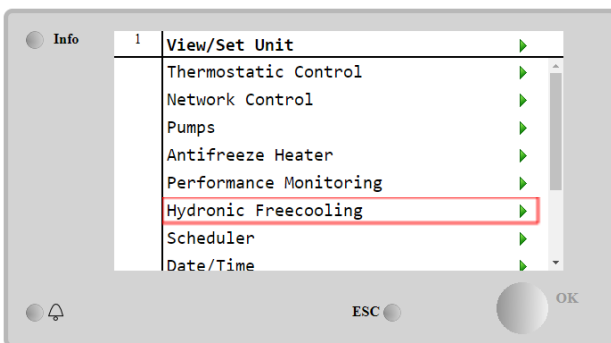 Info
1 View/Set Unit
Thermostatic Control
Network Control
Pumps
Antifreeze Heater
Performance Monitoring
Hydronic Freecooling
Scheduler
Date/Time
ESC
OK